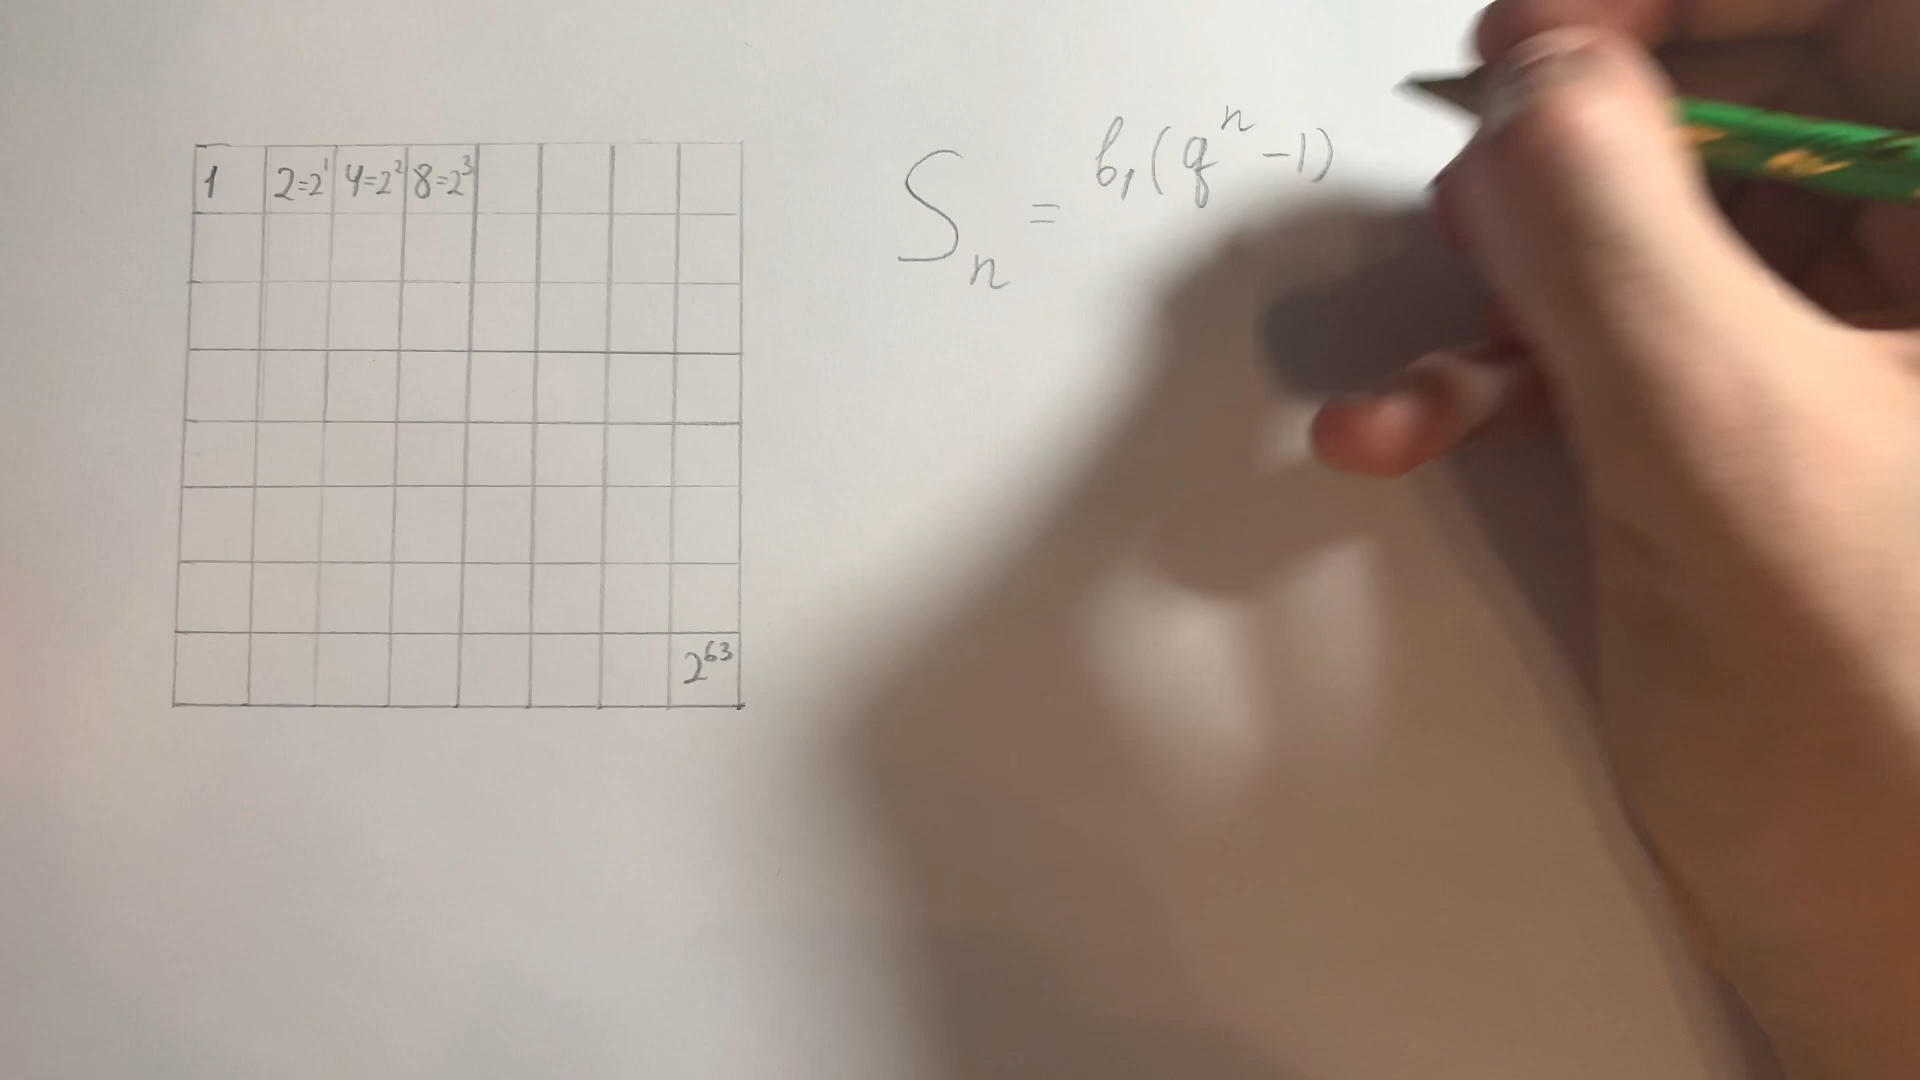 1 2=2¹ 4=2² 8=2³
2⁶³
Sₙ = b₁(qⁿ-1)